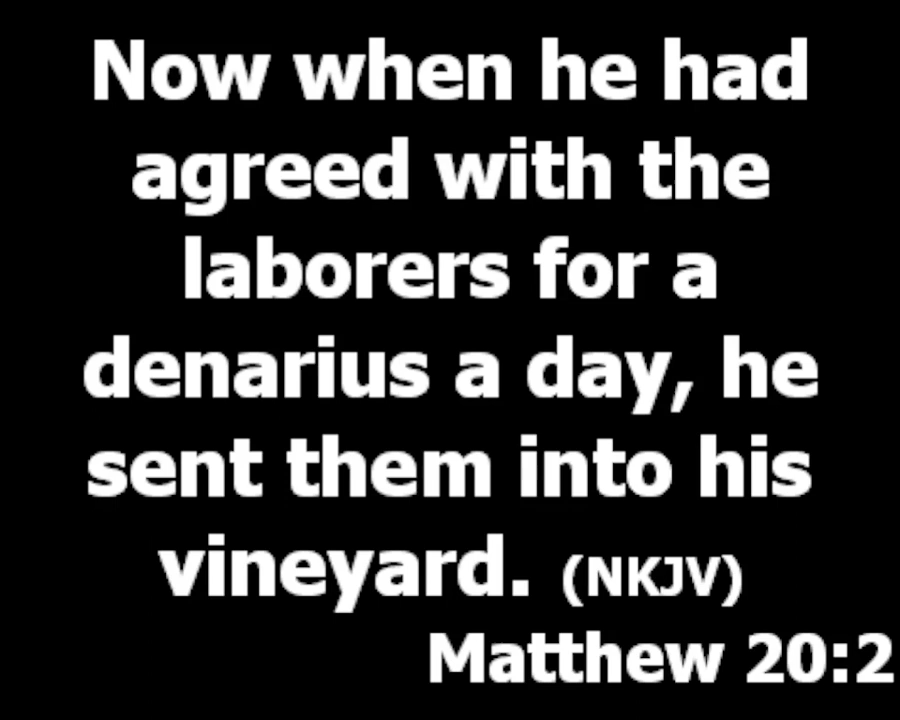 Now when he had
agreed with the
laborers for a
denarius a day, he
sent them into his
vineyard. (NKJV)
Matthew 20:2